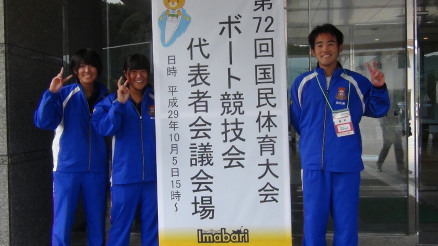 第72回国民体育大会
ボート競技会
代表者会議会場
日時 平成29年10月5日15時~
Imabari